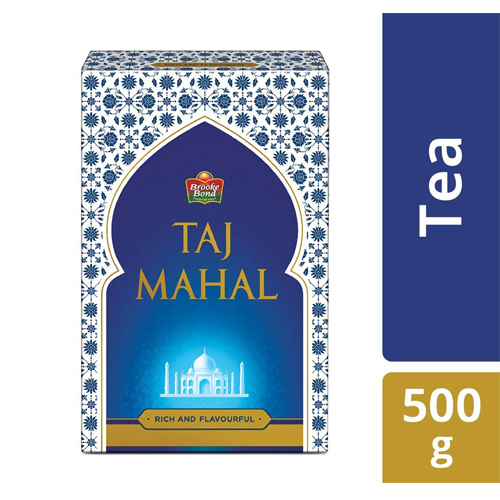 Brooke
Bond
TAJ
MAHAL
• RICH AND FLAVOURFUL •
Tea
500
g